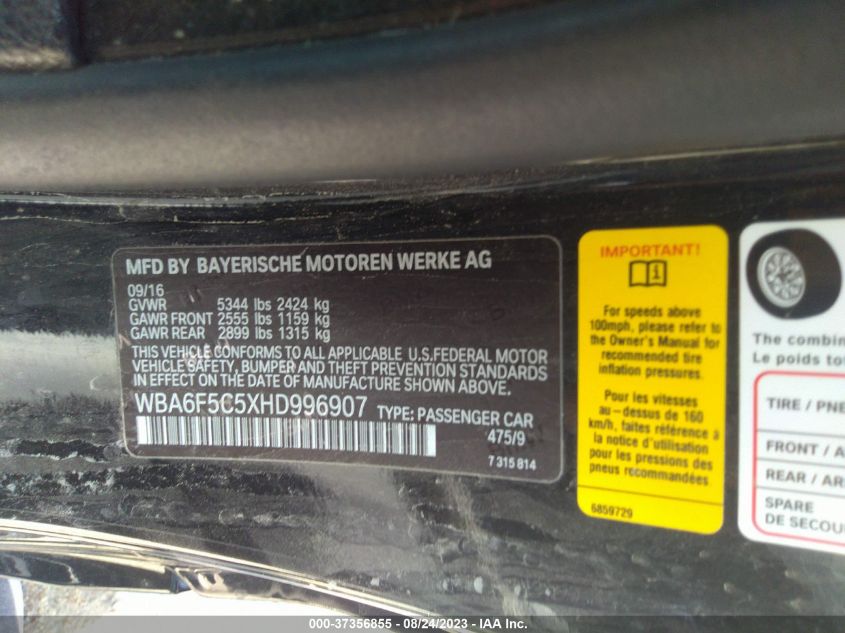 MFD BY BAYERISCHE MOTOREN WERKE AG
09/16
GVWR 5344 lbs 2424 kg
GAWR FRONT 2555 lbs 1159 kg
GAWR REAR 2899 lbs 1315 kg
THIS VEHICLE CONFORMS TO ALL APPLICABLE U.S.FEDERAL MOTOR
VEHICLE SAFETY, BUMPER AND THEFT PREVENTION STANDARDS
IN EFFECT ON THE DATE OF MANUFACTURE SHOWN ABOVE.
WBA6F5C5XHD996907 TYPE: PASSENGER CAR
475/9
7 315 814
IMPORTANT!
For speeds above
100mph, please refer to
the Owner's Manual for
recommended tire
inflation pressures.
Pour les vitesses
au-dessus de 160
km/h, faites référence à
la notice d'utilisation
pour les pressions des
pneus recommandées
6859729
The combin
Le poids to
TIRE / PNE
FRONT / A
REAR / AR
SPARE
DE SECOU
000-37356855 - 08/24/2023 - IAA Inc.